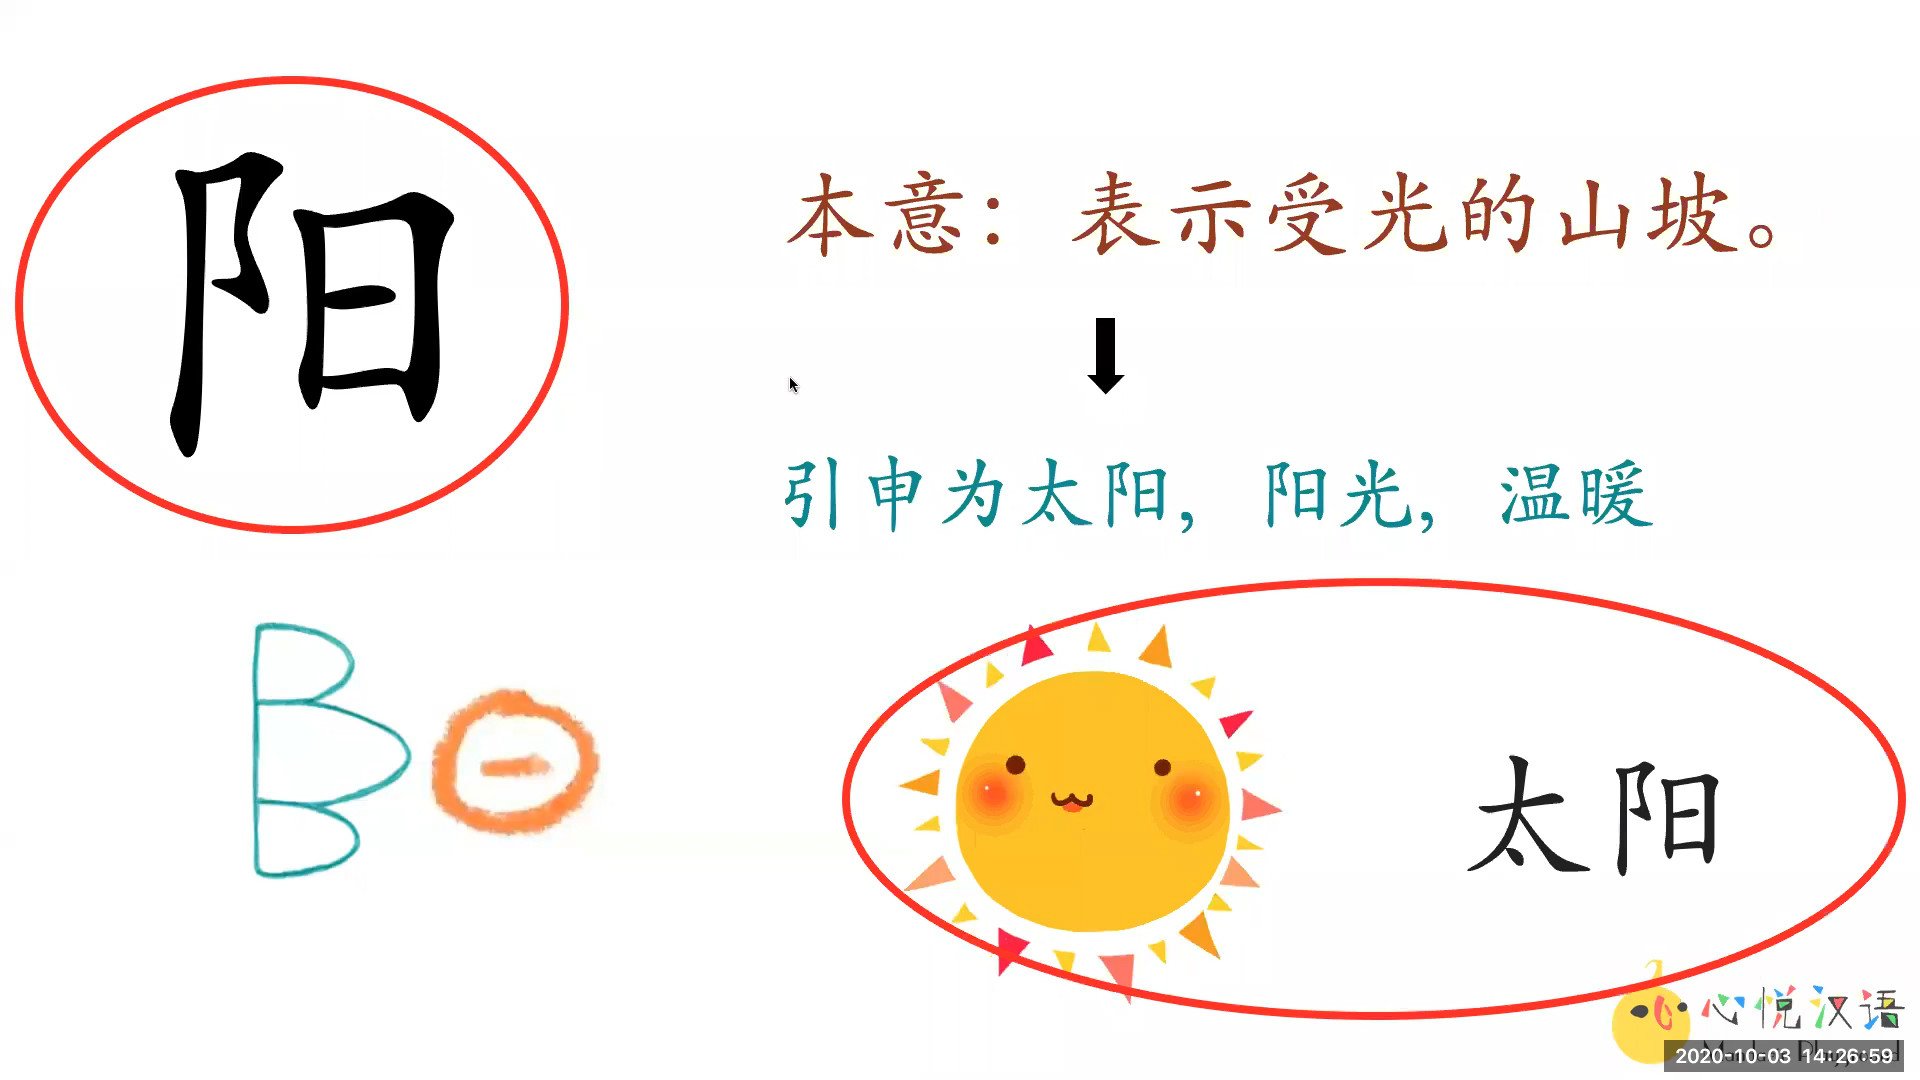 阳
本意：表示受光的山坡。
引申为太阳，阳光，温暖
太阳
心悦汉语
2020-10-03 14:26:59